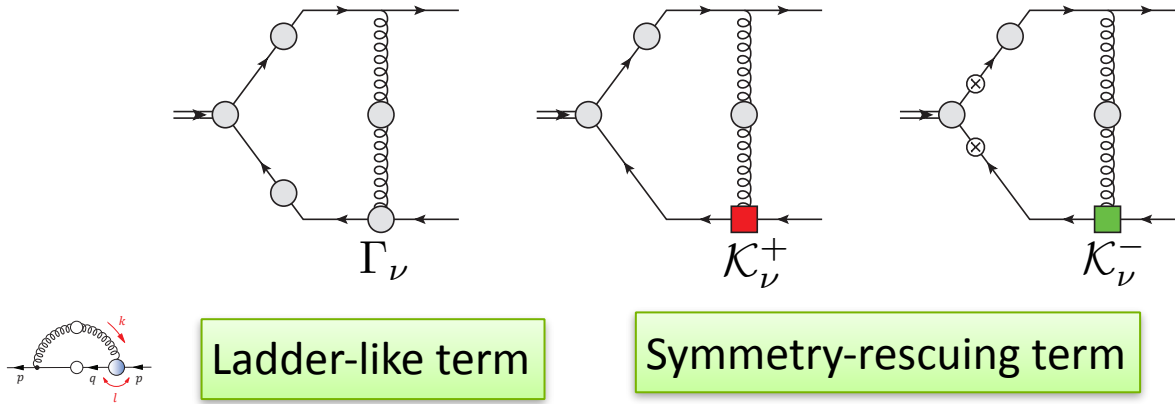 Γ_ν
𝒦_ν^+
𝒦_ν^-
k
p
q
p
l
Ladder-like term
Symmetry-rescuing term